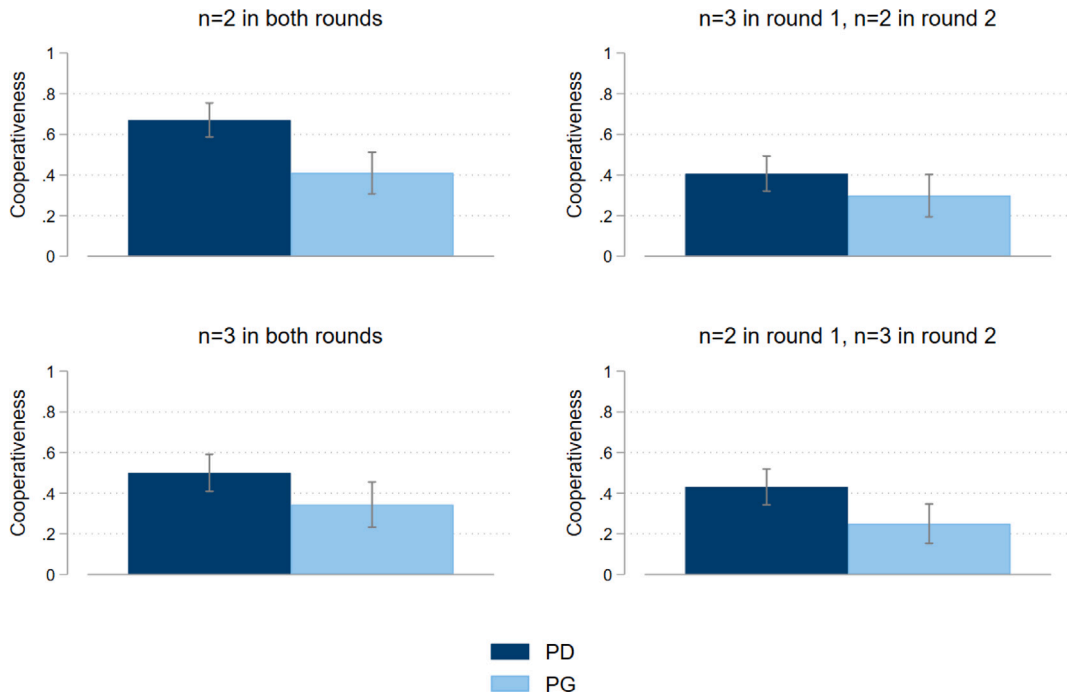 n=2 in both rounds
Cooperativeness
1
.8
.6
.4
.2
0
n=3 in round 1, n=2 in round 2
Cooperativeness
1
.8
.6
.4
.2
0
n=3 in both rounds
Cooperativeness
1
.8
.6
.4
.2
0
n=2 in round 1, n=3 in round 2
Cooperativeness
1
.8
.6
.4
.2
0
PD
PG